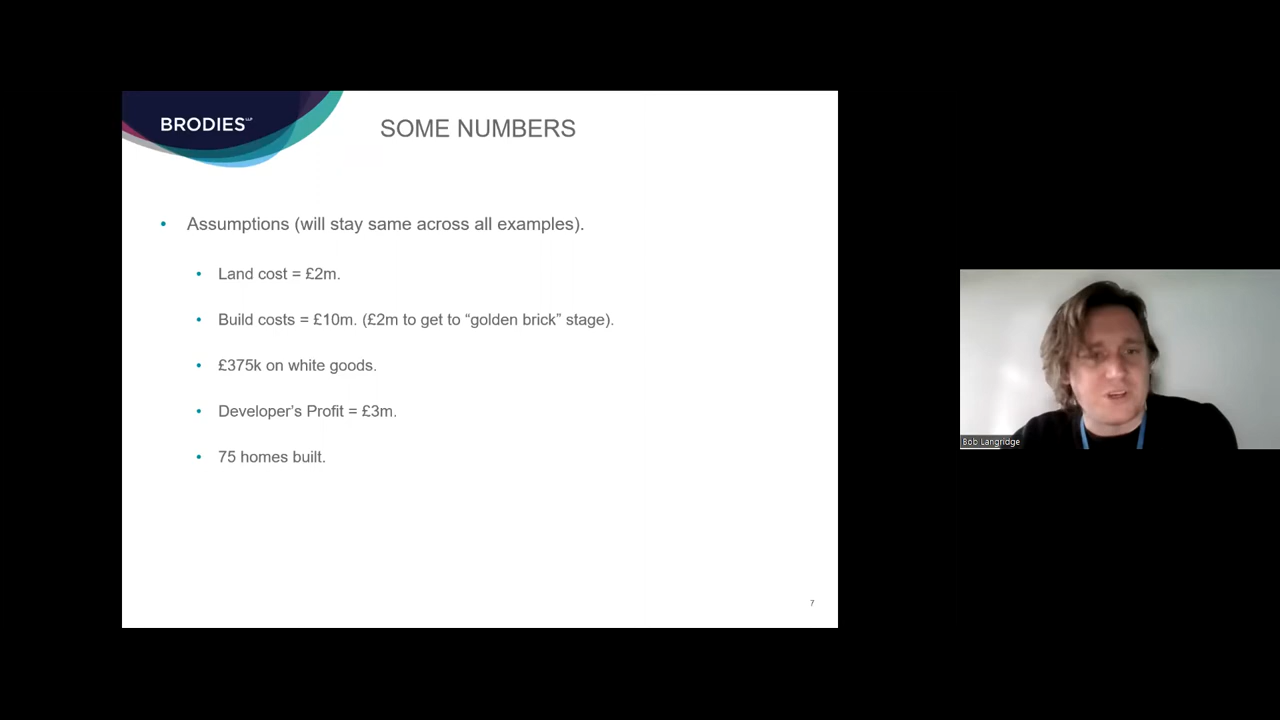 BRODIES LLP
SOME NUMBERS
• Assumptions (will stay same across all examples).
• Land cost = £2m.
• Build costs = £10m. (£2m to get to “golden brick” stage).
• £375k on white goods.
• Developer’s Profit = £3m.
• 75 homes built.
7
Bob Langridge